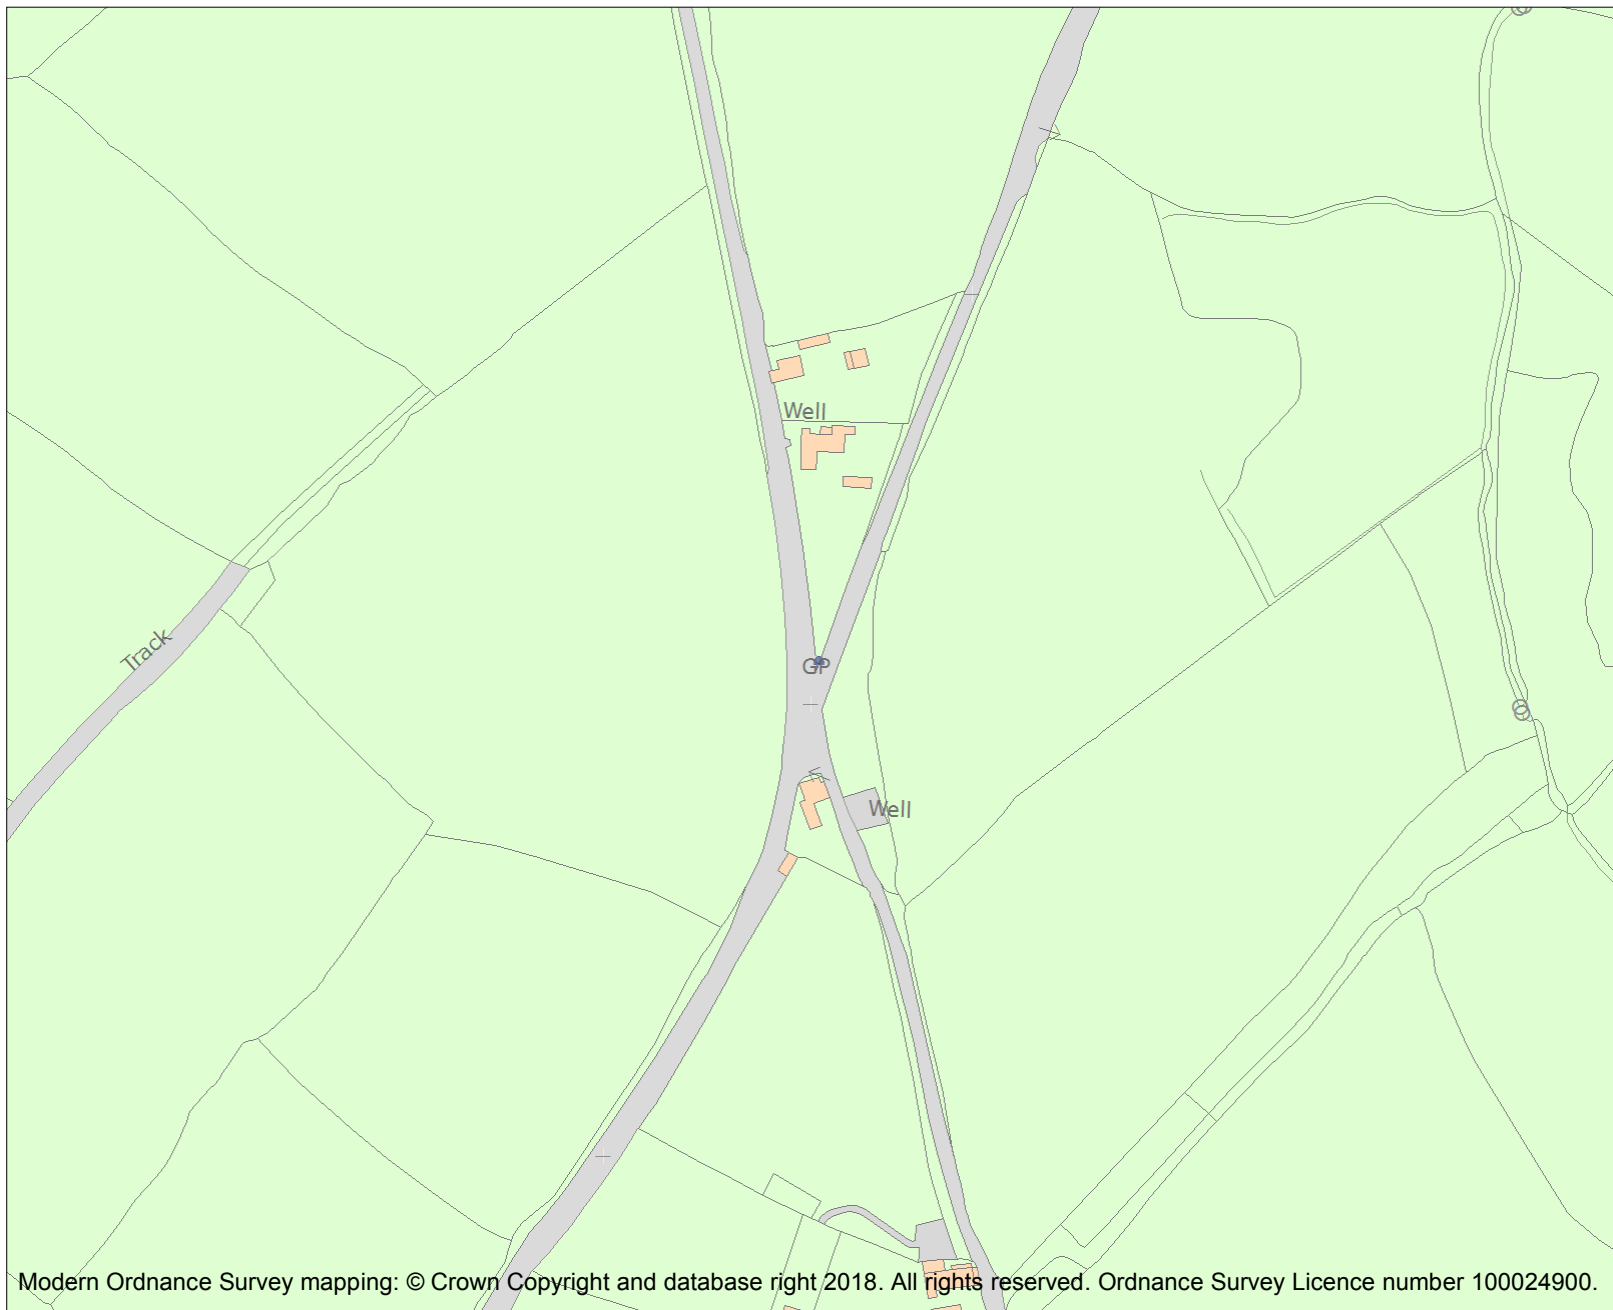 Well
Track
GP
Well
Modern Ordnance Survey mapping: © Crown Copyright and database right 2018. All rights reserved. Ordnance Survey Licence number 100024900.